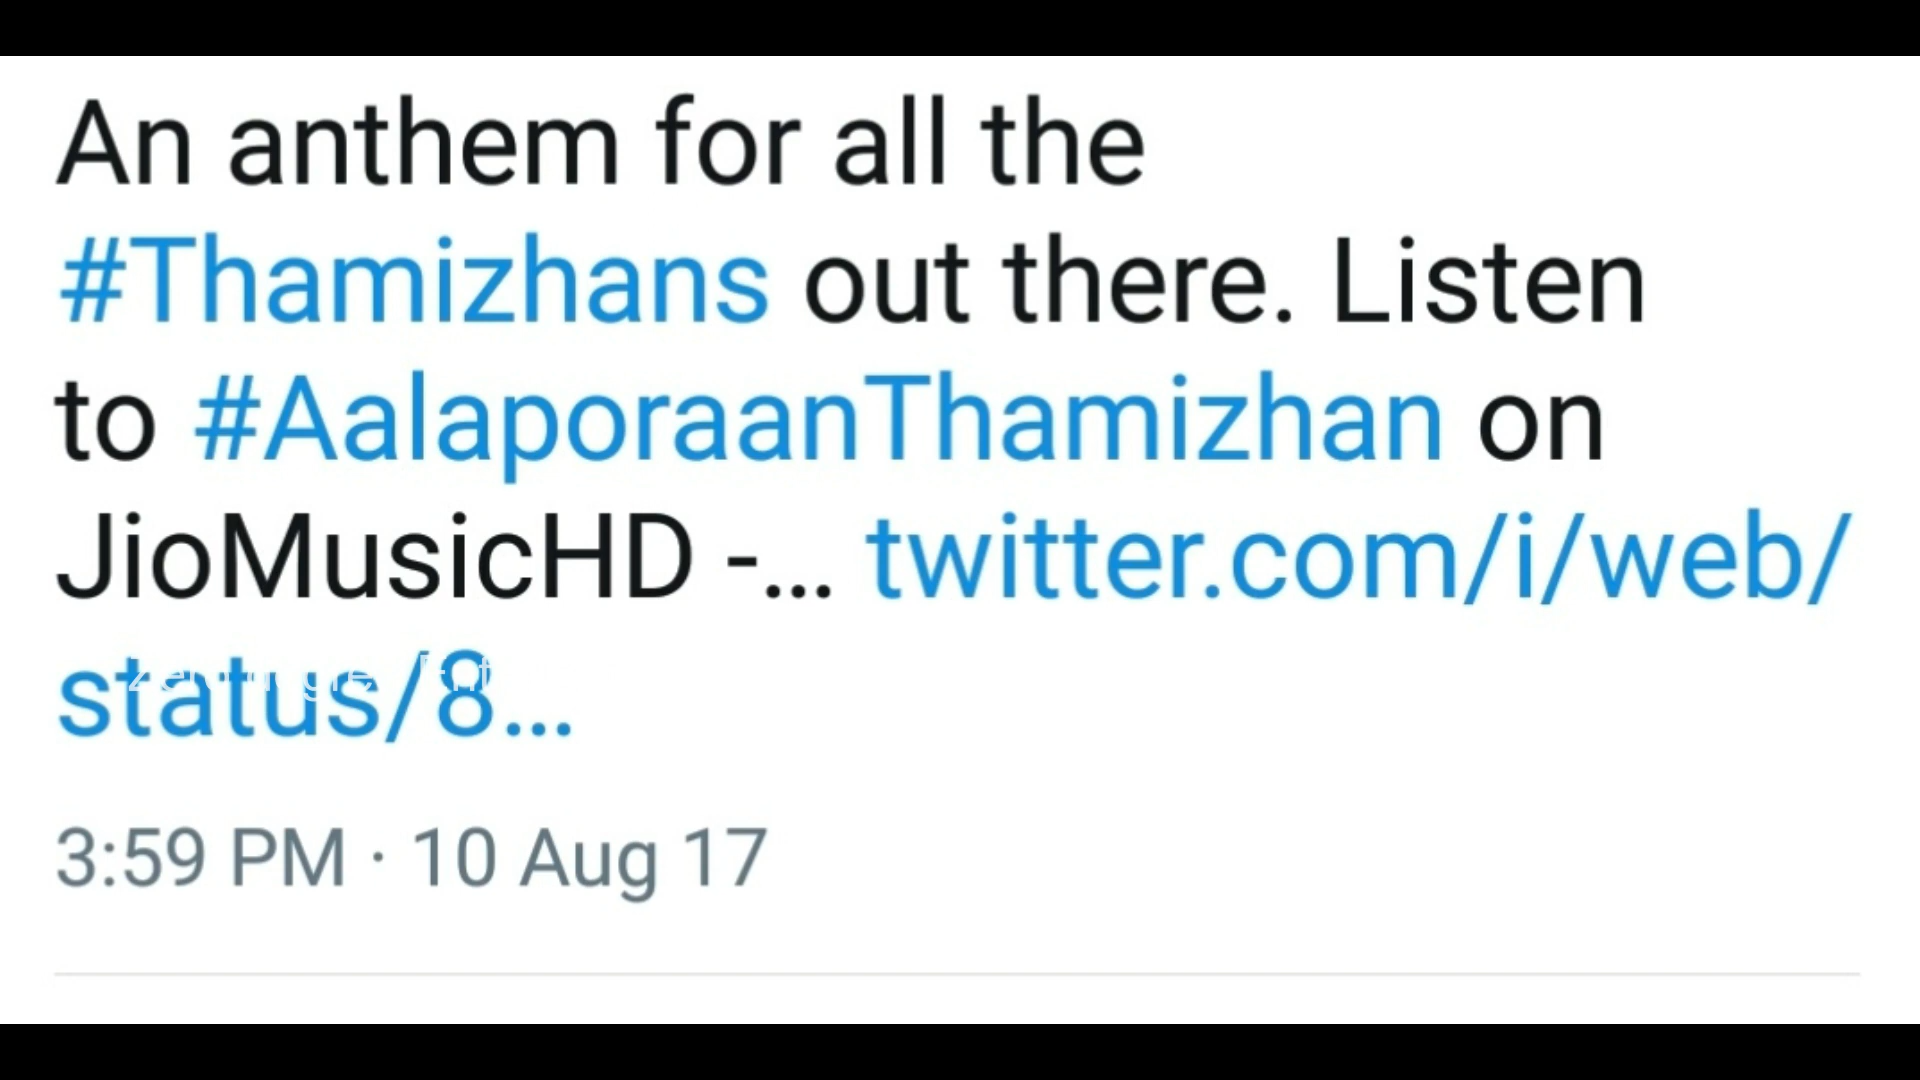 An anthem for all the
#Thamizhans out there. Listen
to #AalaporaanThamizhan on
JioMusicHD -... twitter.com/i/web/
status/8...
3:59 PM · 10 Aug 17